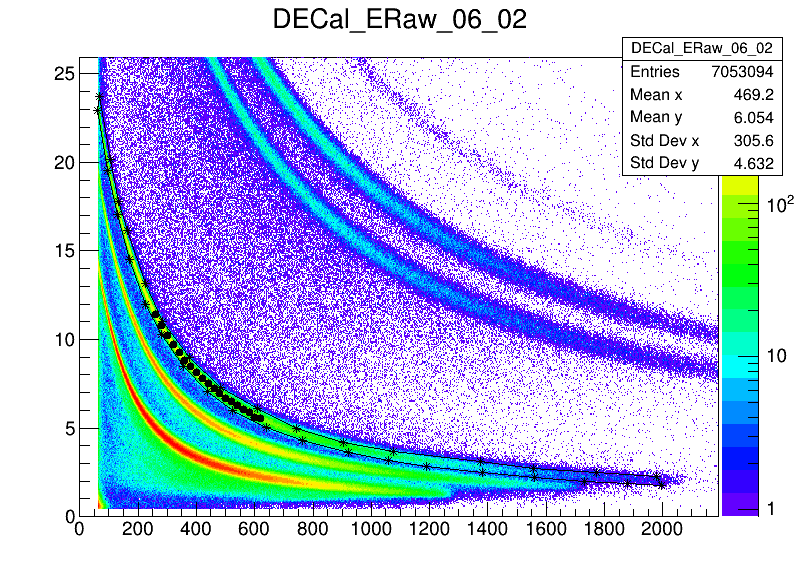 DECal_ERaw_06_02
DECal_ERaw_06_02
Entries 7053094
Mean x 469.2
Mean y 6.054
Std Dev x 305.6
Std Dev y 4.632
25
20
15
10
5
0
0 200 400 600 800 1000 1200 1400 1600 1800 2000
10²
10
1